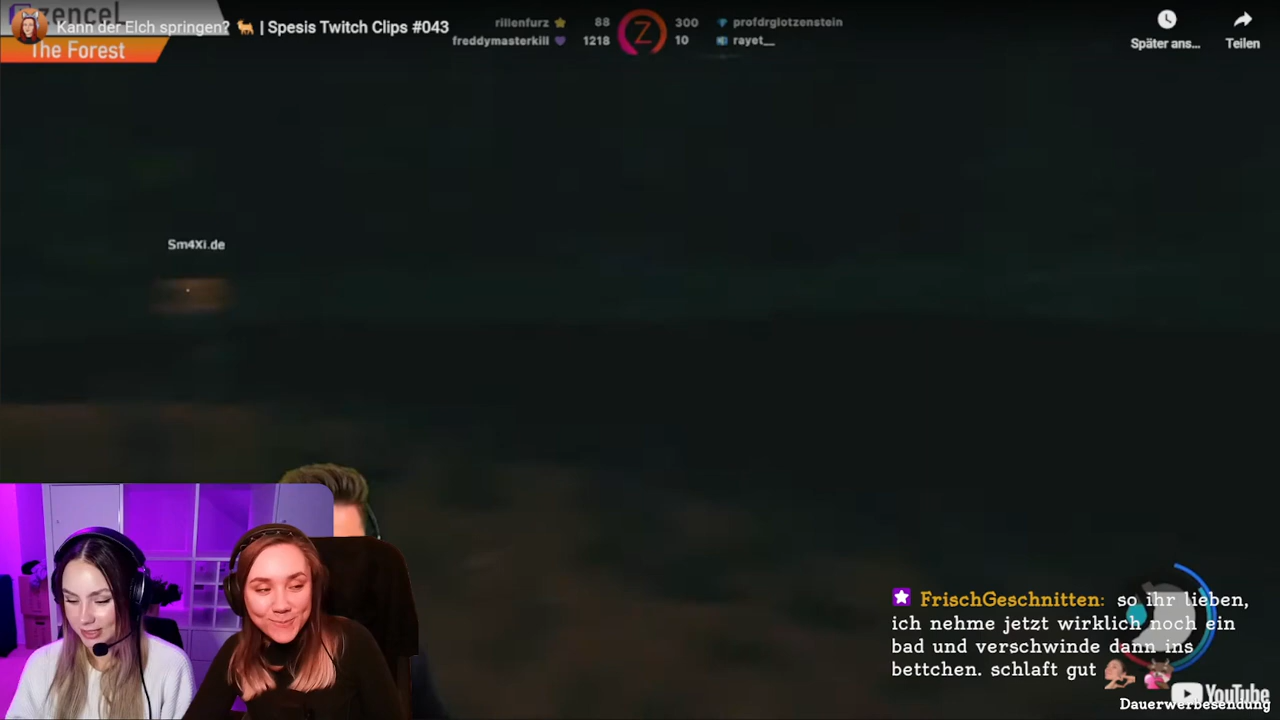 zencel
Kann der Elch springen? 🐂 | Spesis Twitch Clips #043
The Forest
rillenfurz 88 Z 300 profdrglotzenstein
freddymasterkill 1218 10 rayet__
Später ans...
Teilen
Sm4Xi.de
FrischGeschnitten: so ihr lieben,
ich nehme jetzt wirklich noch ein
bad und verschwinde dann ins
bettchen. schlaft gut
YouTube
Dauerwerbesendung